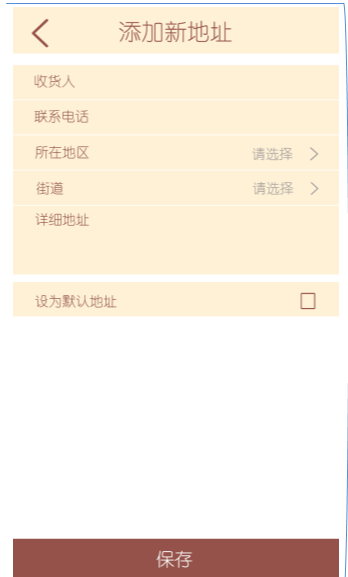 添加新地址
收货人
联系电话
所在地区 请选择
街道 请选择
详细地址
设为默认地址
保存